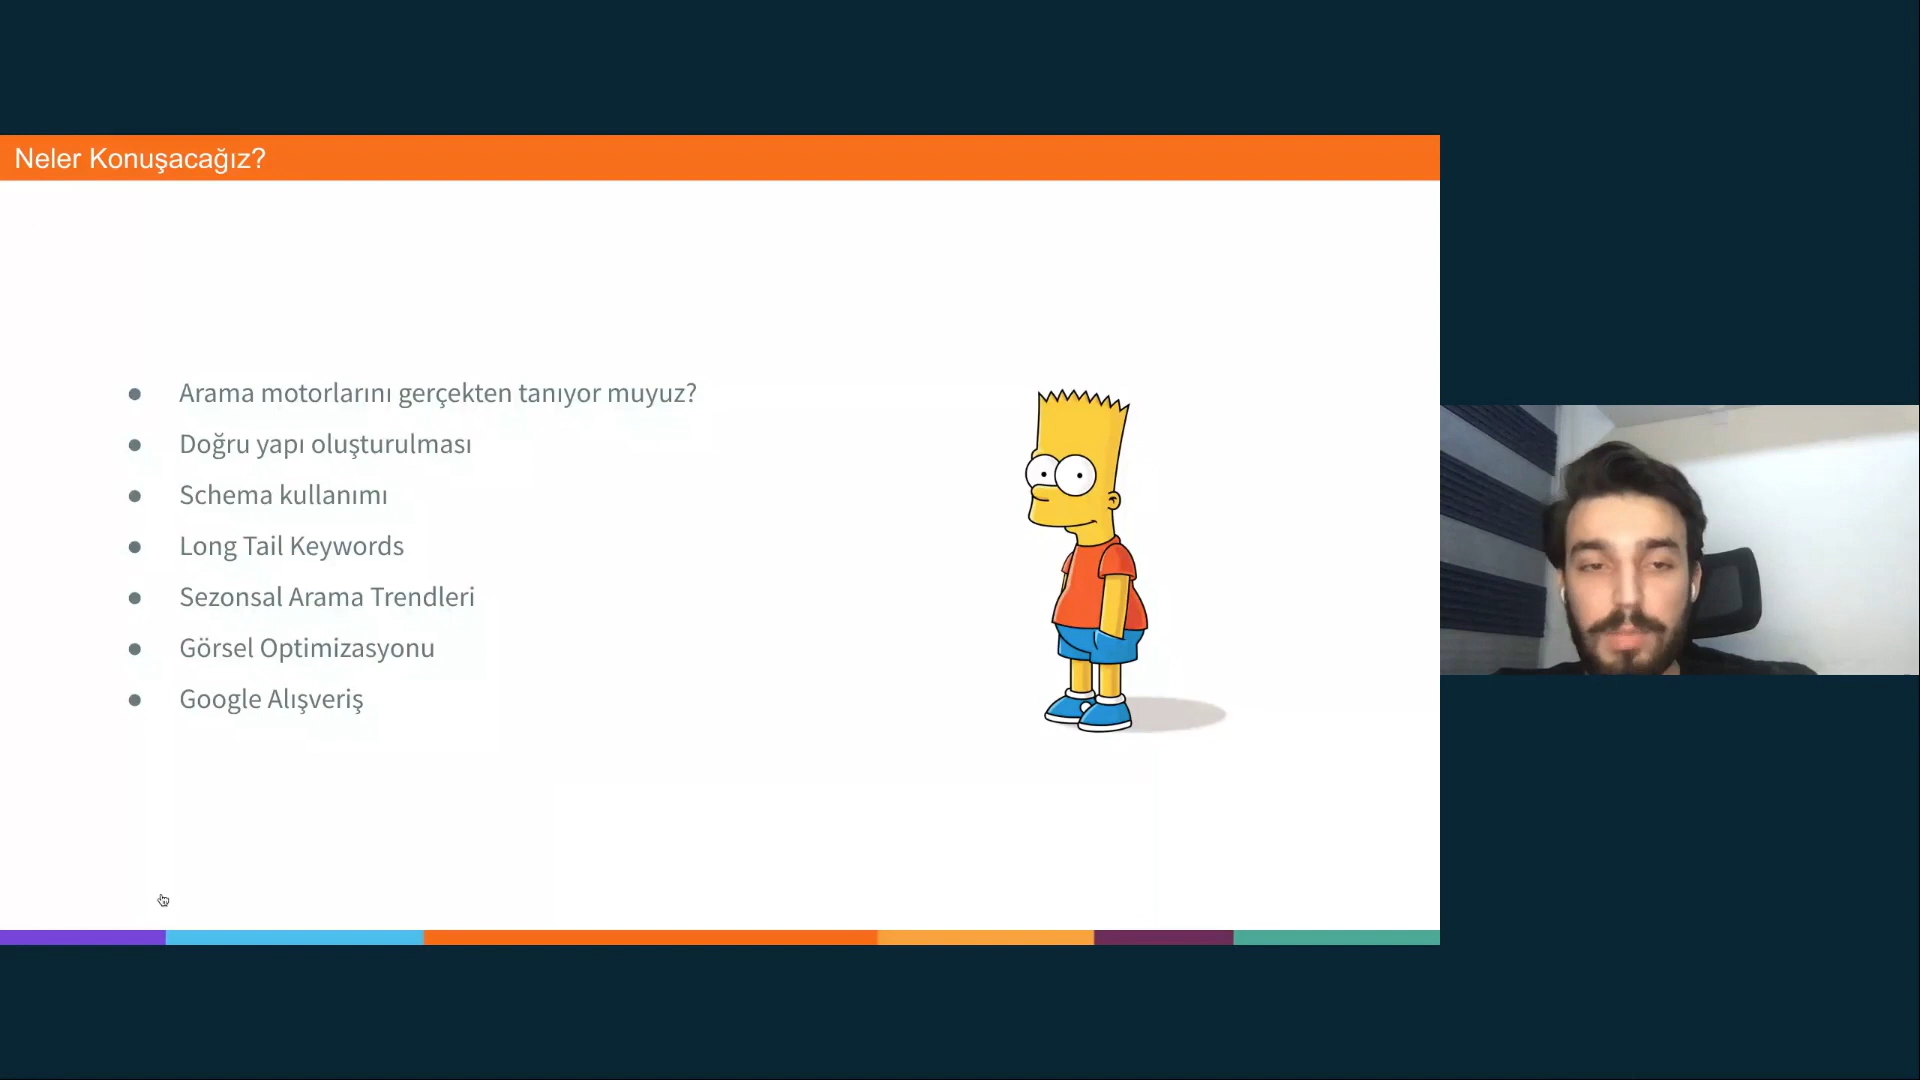 Neler Konuşacağız?
Arama motorlarını gerçekten tanıyor muyuz?
Doğru yapı oluşturulması
Schema kullanımı
Long Tail Keywords
Sezonsal Arama Trendleri
Görsel Optimizasyonu
Google Alışveriş